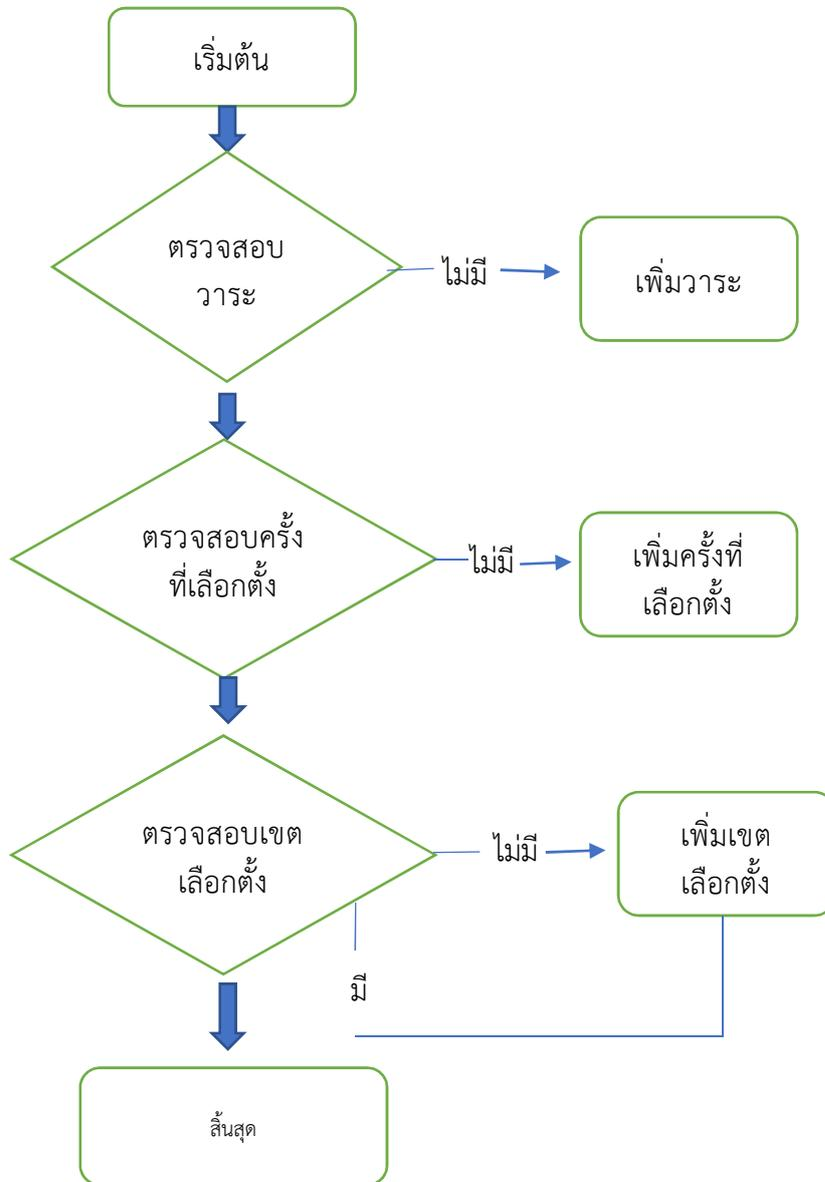 เริ่มต้น
ตรวจสอบ
วาระ
ไม่มี
เพิ่มวาระ
ตรวจสอบครั้ง
ที่เลือกตั้ง
ไม่มี
เพิ่มครั้งที่
เลือกตั้ง
ตรวจสอบเขต
เลือกตั้ง
ไม่มี
เพิ่มเขต
เลือกตั้ง
มี
สิ้นสุด